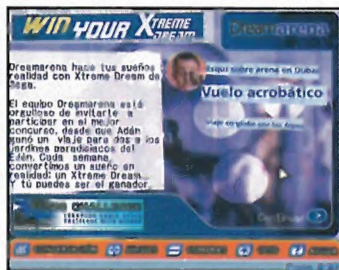 WIN YOUR XTREME DREAM
Dreamarena
Dreamarena hace tus sueños
realidad con Xtreme Dream de
Sega.
El equipo Dreamarena está
orgulloso de invitarte a
participar en el mejor
concurso, desde que Adán
ganó un viaje para dos a los
jardines paradisíacos del
Edén. Cada semana,
convertimos un sueño en
realidad: un Xtreme Dream.
Y tú puedes ser el ganador.
Esquí sobre arena en Dubai
Vuelo acrobático
Viaje en globo por los Alpes
Continuar